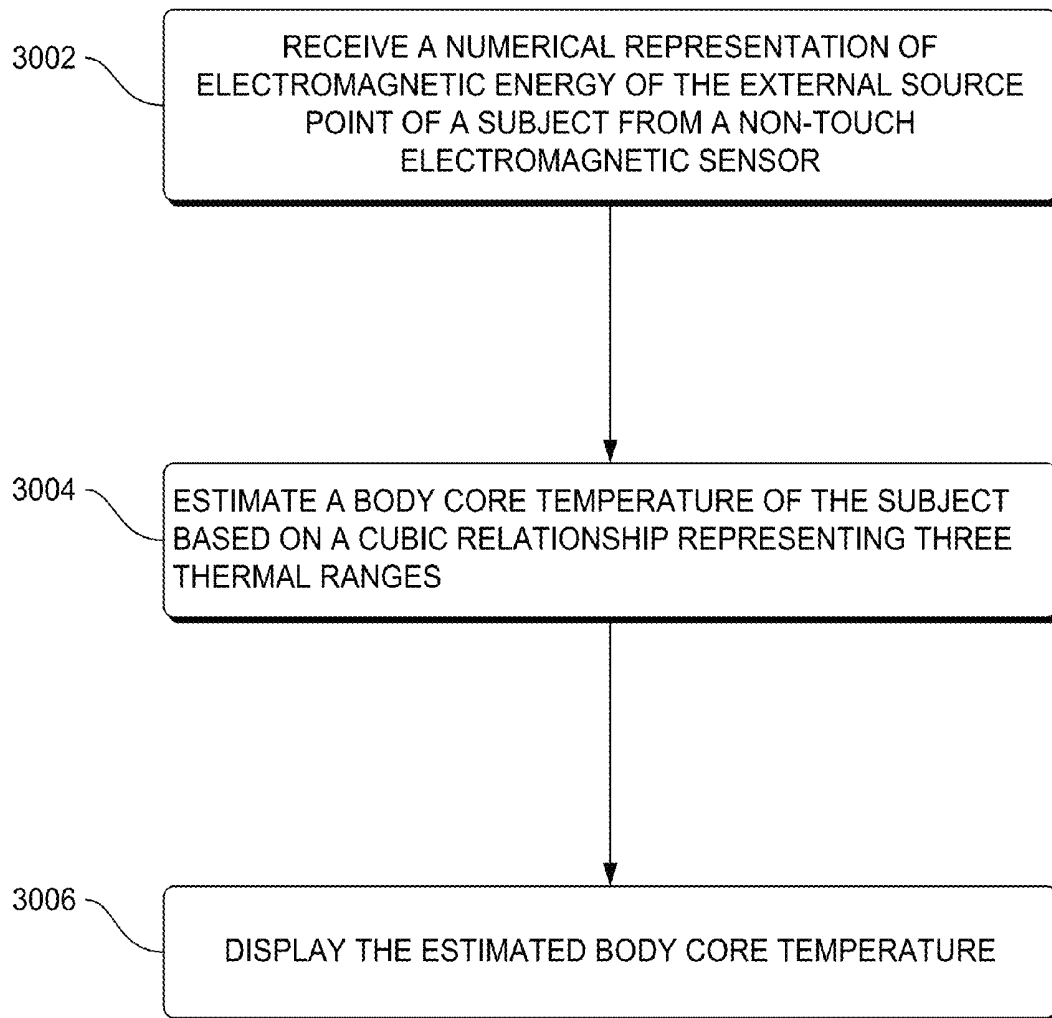 3002
RECEIVE A NUMERICAL REPRESENTATION OF
ELECTROMAGNETIC ENERGY OF THE EXTERNAL SOURCE
POINT OF A SUBJECT FROM A NON-TOUCH
ELECTROMAGNETIC SENSOR
3004
ESTIMATE A BODY CORE TEMPERATURE OF THE SUBJECT
BASED ON A CUBIC RELATIONSHIP REPRESENTING THREE
THERMAL RANGES
3006
DISPLAY THE ESTIMATED BODY CORE TEMPERATURE